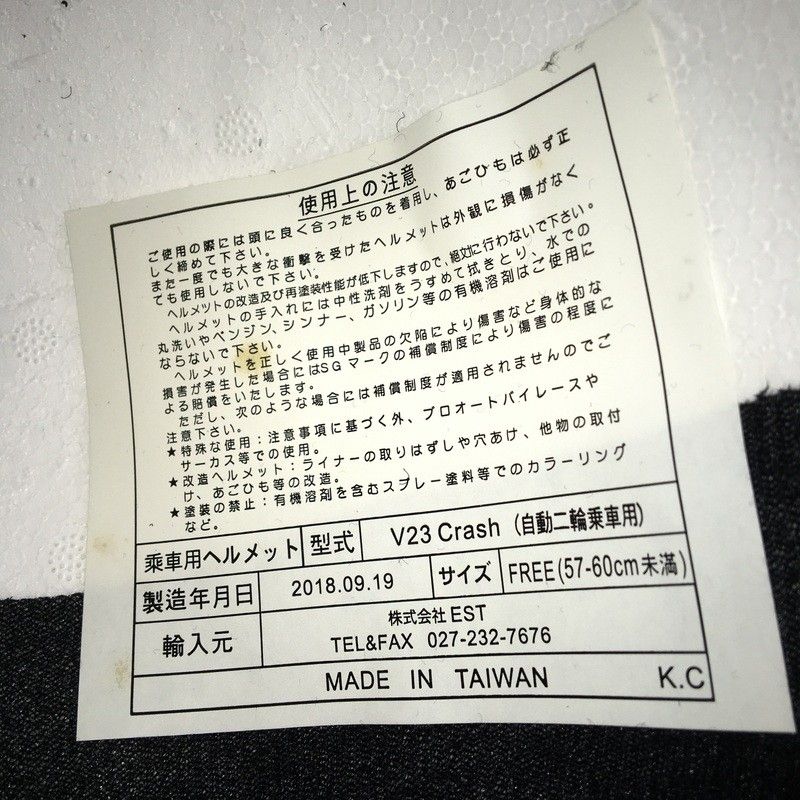 使用上の注意
ご使用の際には頭に良く合ったものを着用し、あごひもは必ず正
しく締めて下さい。
また一度でも大きな衝撃を受けたヘルメットは外観に損傷がなく
ても使用しないで下さい。
ヘルメットの改造及び再塗装性能が低下しますので、絶対に行わないで下さい。
ヘルメットの手入れには中性洗剤をうすめて拭きとり、水での
丸洗いやベンジン、シンナー、ガソリン等の有機溶剤はご使用に
ならないで下さい。
ヘルメットを正しく使用中製品の欠陥により傷害など身体的な
損害が発生した場合にはSGマークの補償制度により傷害の程度に
よる賠償をいたします。
ただし、次のような場合には補償制度が適用されませんのでご
注意下さい。
★特殊な使用:注意事項に基づく外、プロオートバイレースや
サーカス等での使用。
★改造ヘルメット:ライナーの取りはずしや穴あけ、他物の取付
け、あごひも等の改造。
★塗装の禁止:有機溶剤を含むスプレー塗料等でのカラーリング
など。
乗車用ヘルメット 型式 V23 Crash (自動二輪乗車用)
製造年月日 2018.09.19 サイズ FREE(57-60cm未満)
輸入元 株式会社 EST
TEL&FAX 027-232-7676
MADE IN TAIWAN K.C